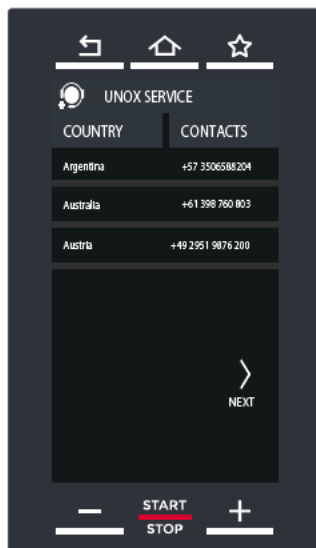 UNOX SERVICE
COUNTRY CONTACTS
Argentina +57 3506588204
Australia +61 398 760 803
Austria +49 2951 9876 200
NEXT
START
STOP